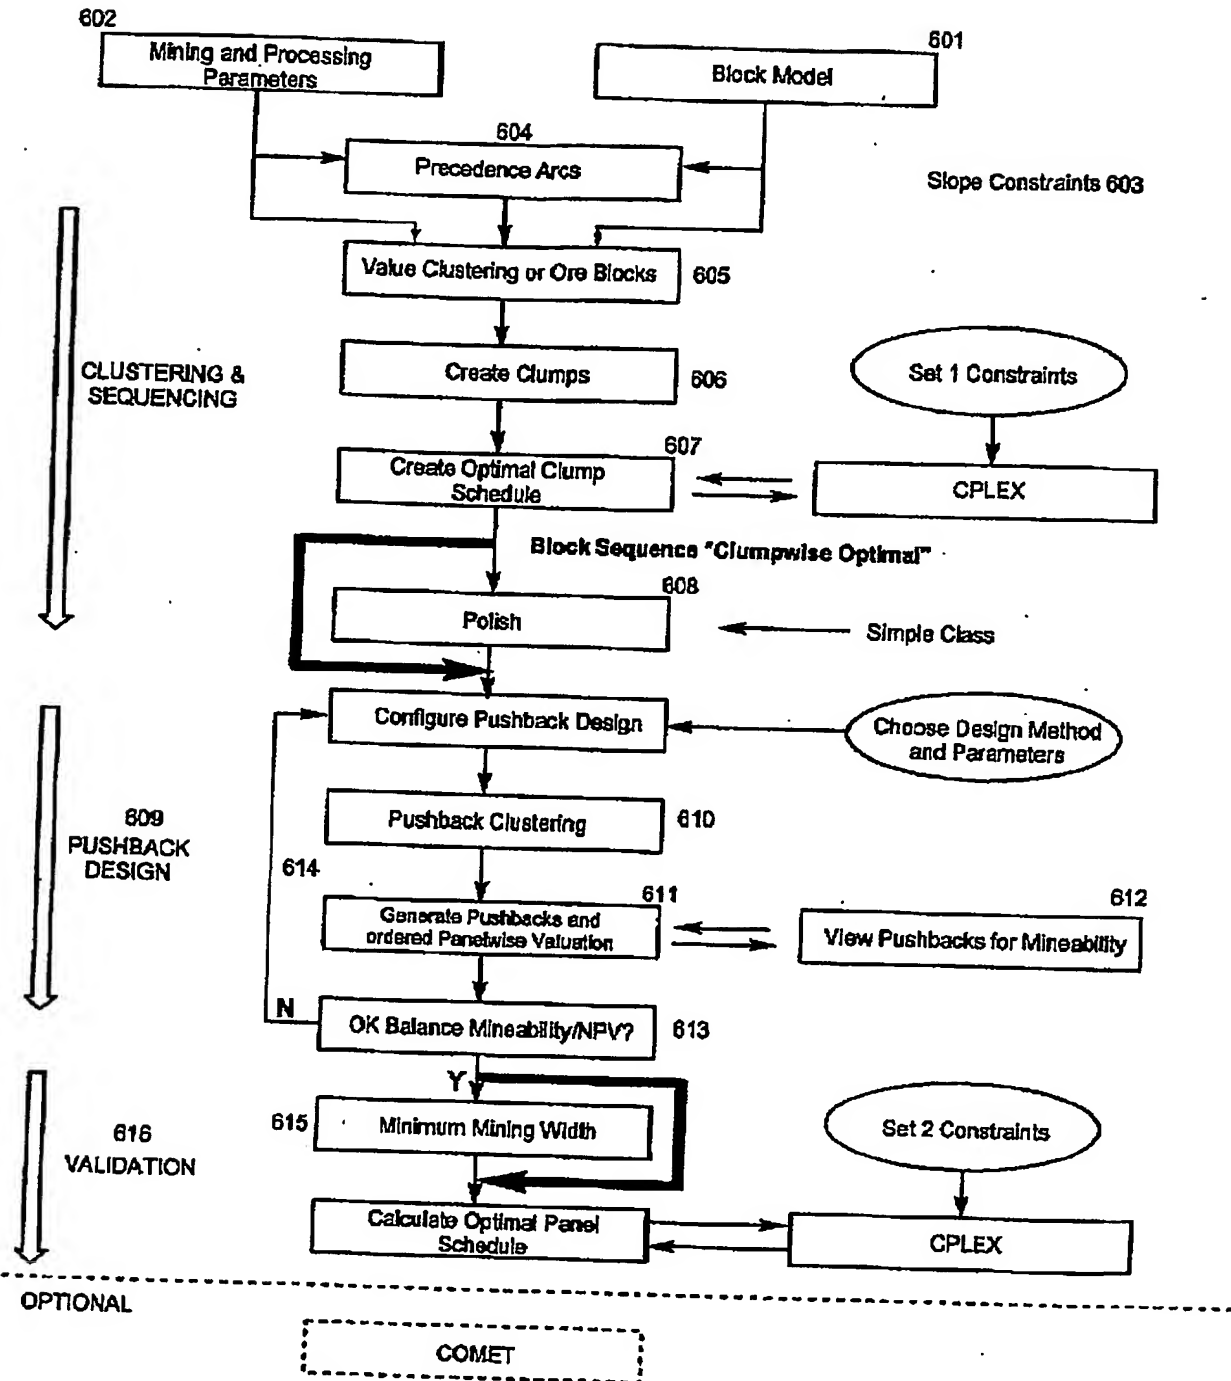 602
Mining and Processing
Parameters
601
Block Model
604
Precedence Arcs
Slope Constraints 603
Value Clustering or Ore Blocks
605
CLUSTERING &
SEQUENCING
Create Clumps
606
Set 1 Constraints
607
Create Optimal Clump
Schedule
CPLEX
Block Sequence "Clumpwise Optimal"
608
Polish
Simple Class
Configure Pushback Design
Choose Design Method
and Parameters
609
PUSHBACK
DESIGN
Pushback Clustering
610
614
611
Generate Pushbacks and
ordered Panelwise Valuation
612
View Pushbacks for Mineability
N
OK Balance Mineability/NPV?
613
Y
615
Minimum Mining Width
Set 2 Constraints
616
VALIDATION
Calculate Optimal Panel
Schedule
CPLEX
OPTIONAL
COMET